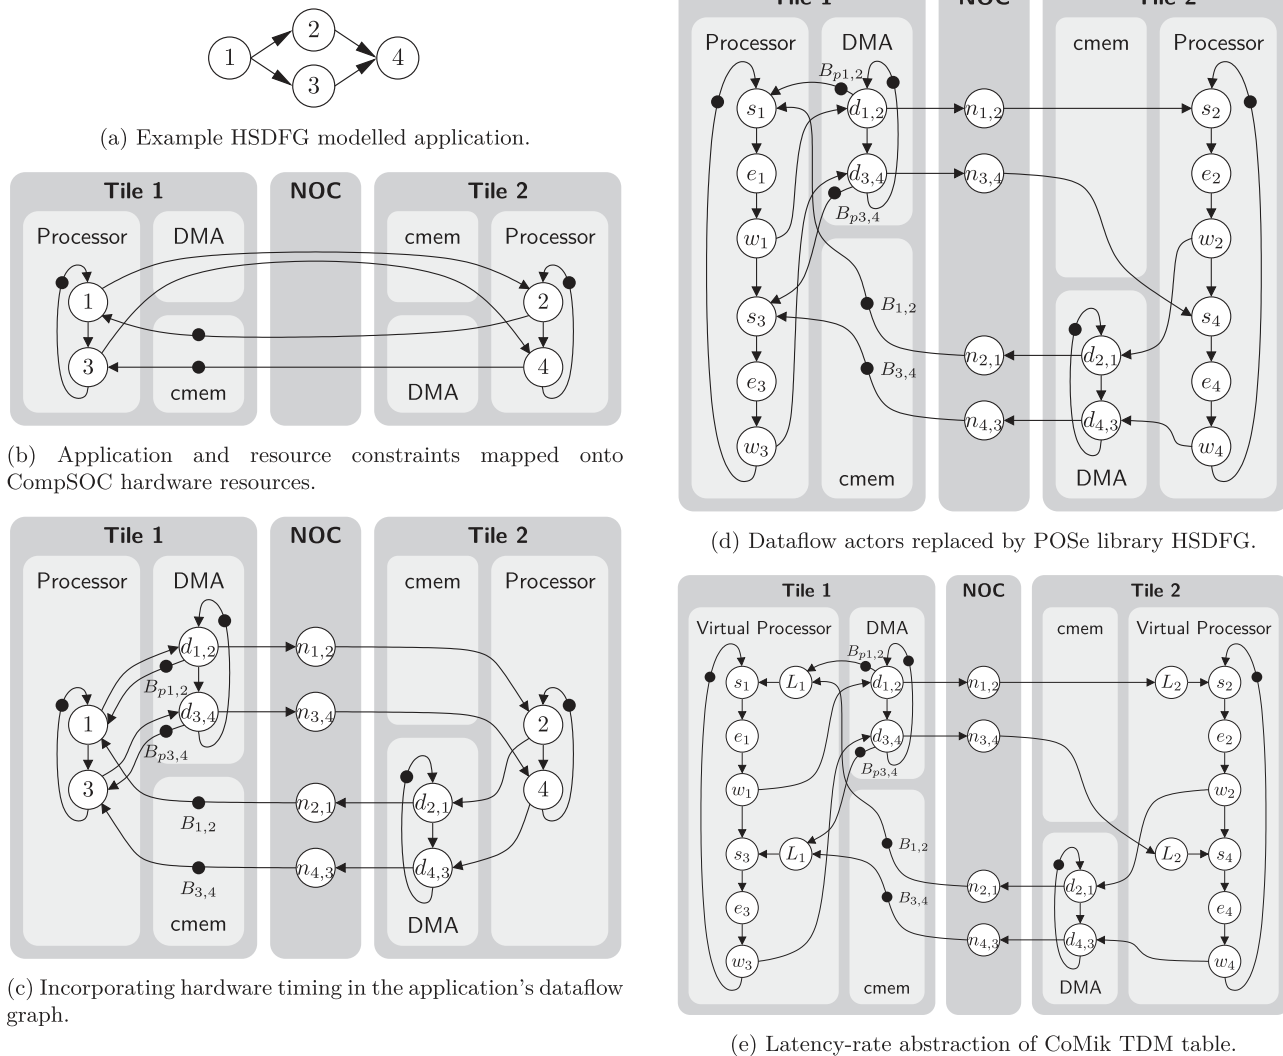 1
2
3
4
(a) Example HSDFG modelled application.
Tile 1
NOC
Tile 2
Processor
DMA
cmem
Processor
1
2
3
4
cmem
DMA
(b) Application and resource constraints mapped onto
CompSOC hardware resources.
Tile 1
NOC
Tile 2
Processor
DMA
cmem
Processor
d1,2
n1,2
Bp1,2
1
d3,4
n3,4
2
Bp3,4
3
n2,1
d2,1
4
B1,2
n4,3
d4,3
B3,4
cmem
DMA
(c) Incorporating hardware timing in the application's dataflow
graph.
Tile 1
NOC
Tile 2
Processor
DMA
cmem
Processor
Bp1,2
s1
d1,2
n1,2
s2
e1
d3,4
n3,4
e2
Bp3,4
w1
w2
B1,2
s3
s4
n2,1
d2,1
B3,4
e3
e4
n4,3
d4,3
w3
w4
cmem
DMA
(d) Dataflow actors replaced by POSe library HSDFG.
Tile 1
NOC
Tile 2
Virtual Processor
DMA
cmem
Virtual Processor
Bp1,2
s1
L1
d1,2
n1,2
L2
s2
e1
d3,4
n3,4
e2
Bp3,4
w1
w2
B1,2
s3
L1
L2
s4
n2,1
d2,1
B3,4
e3
e4
n4,3
d4,3
w3
w4
cmem
DMA
(e) Latency-rate abstraction of CoMik TDM table.